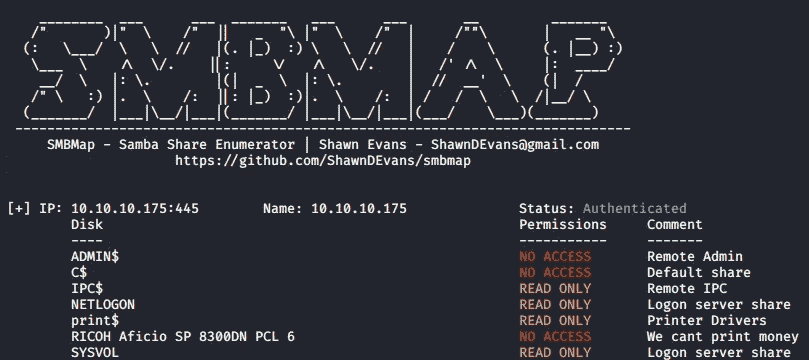 SMBMAP
SMBMap - Samba Share Enumerator | Shawn Evans - ShawnDEvans@gmail.com
https://github.com/ShawnDEvans/smbmap
[+] IP: 10.10.10.175:445 Name: 10.10.10.175 Status: Authenticated
Disk Permissions Comment
---- ----------- -------
ADMIN$ NO ACCESS Remote Admin
C$ NO ACCESS Default share
IPC$ READ ONLY Remote IPC
NETLOGON READ ONLY Logon server share
print$ READ ONLY Printer Drivers
RICOH Aficio SP 8300DN PCL 6 NO ACCESS We cant print money
SYSVOL READ ONLY Logon server share